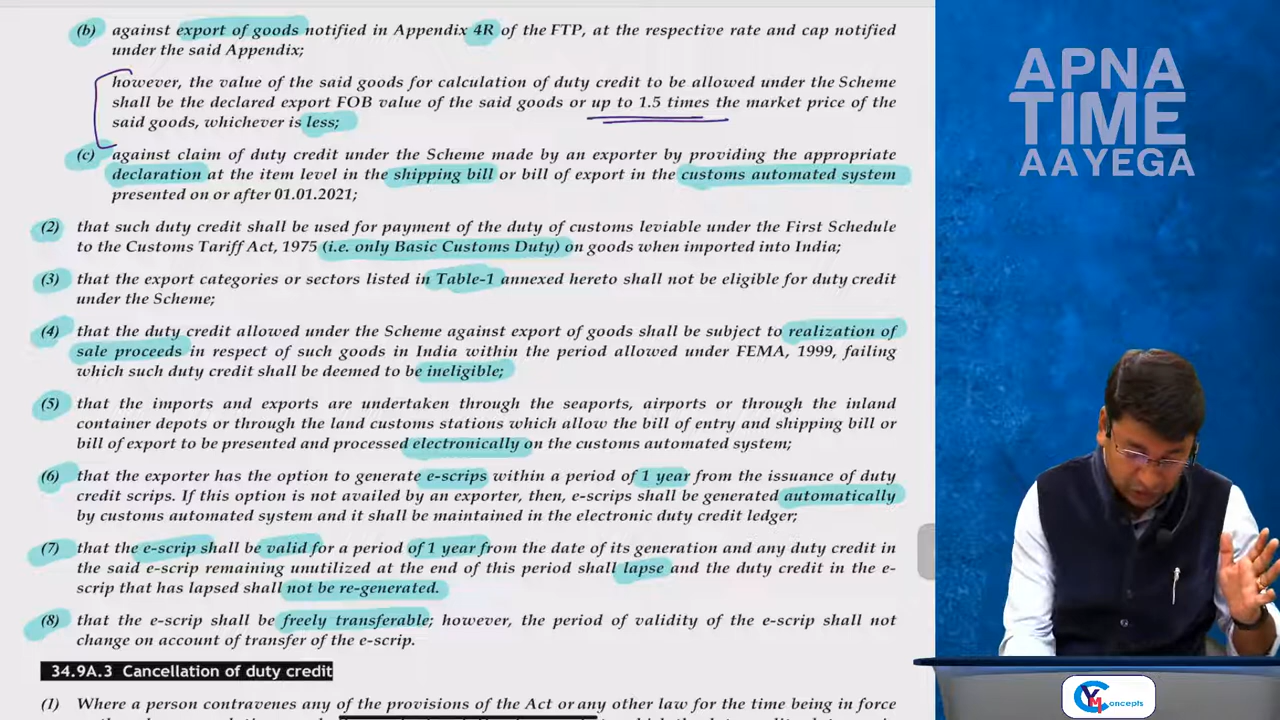 (b) against export of goods notified in Appendix 4R of the FTP, at the respective rate and cap notified
under the said Appendix;
however, the value of the said goods for calculation of duty credit to be allowed under the Scheme
shall be the declared export FOB value of the said goods or up to 1.5 times the market price of the
said goods, whichever is less;
(c) against claim of duty credit under the Scheme made by an exporter by providing the appropriate
declaration at the item level in the shipping bill or bill of export in the customs automated system
presented on or after 01.01.2021;
(2) that such duty credit shall be used for payment of the duty of customs leviable under the First Schedule
to the Customs Tariff Act, 1975 (i.e. only Basic Customs Duty) on goods when imported into India;
(3) that the export categories or sectors listed in Table-1 annexed hereto shall not be eligible for duty credit
under the Scheme;
(4) that the duty credit allowed under the Scheme against export of goods shall be subject to realization of
sale proceeds in respect of such goods in India within the period allowed under FEMA, 1999, failing
which such duty credit shall be deemed to be ineligible;
(5) that the imports and exports are undertaken through the seaports, airports or through the inland
container depots or through the land customs stations which allow the bill of entry and shipping bill or
bill of export to be presented and processed electronically on the customs automated system;
(6) that the exporter has the option to generate e-scrips within a period of 1 year from the issuance of duty
credit scrips. If this option is not availed by an exporter, then, e-scrips shall be generated automatically
by customs automated system and it shall be maintained in the electronic duty credit ledger;
(7) that the e-scrip shall be valid for a period of 1 year from the date of its generation and any duty credit in
the said e-scrip remaining unutilized at the end of this period shall lapse and the duty credit in the e-
scrip that has lapsed shall not be re-generated.
(8) that the e-scrip shall be freely transferable; however, the period of validity of the e-scrip shall not
change on account of transfer of the e-scrip.
34.9A.3 Cancellation of duty credit
(1) Where a person contravenes any of the provisions of the Act or any other law for the time being in force
APNA
TIME
AAYEGA
YM Concepts